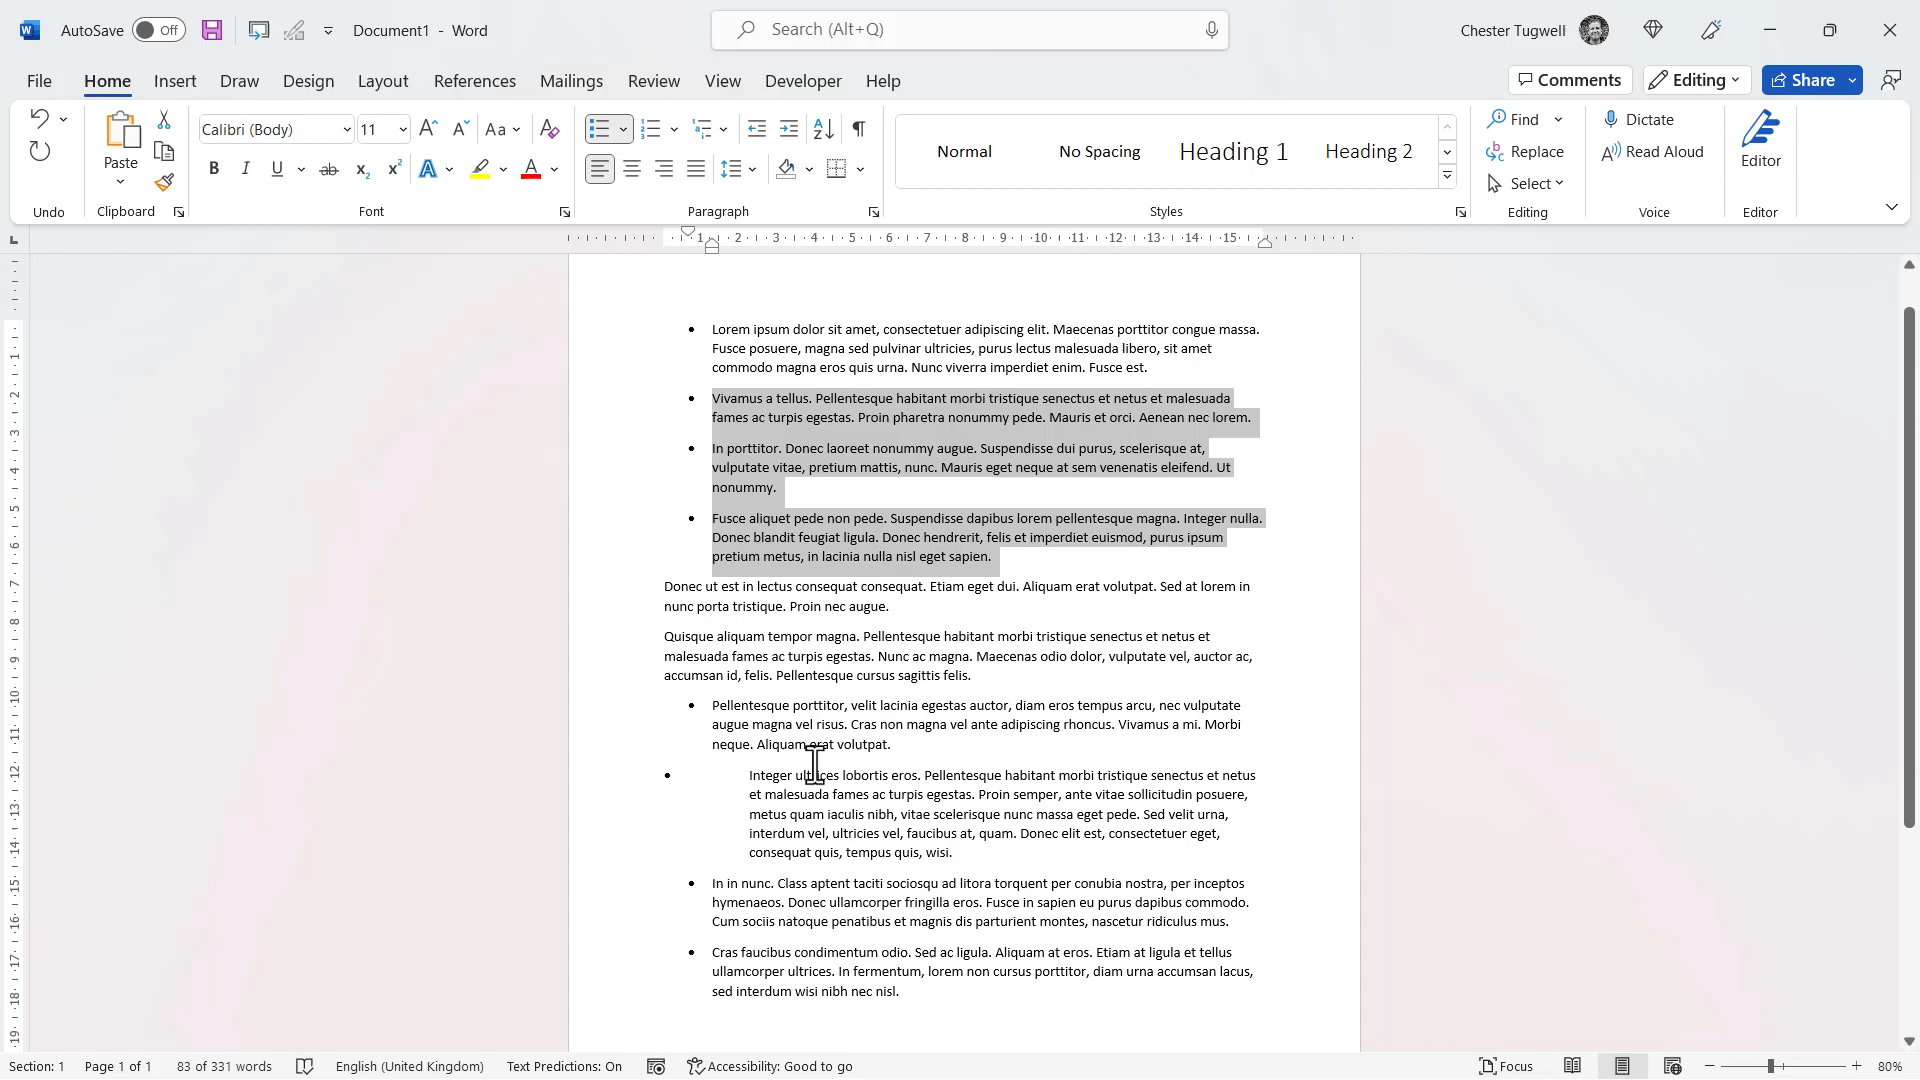 AutoSave Off Document1 - Word Search (Alt+Q) Chester Tugwell
File Home Insert Draw Design Layout References Mailings Review View Developer Help Comments Editing Share
Paste
Calibri (Body) 11
Aa
Normal No Spacing Heading 1 Heading 2
Find
Replace
Select
Dictate
Read Aloud
Editor
Undo Clipboard Font Paragraph Styles Editing Voice Editor
1 2 3 4 5 6 7 8 9 10 11 12 13 14 15
• Lorem ipsum dolor sit amet, consectetuer adipiscing elit. Maecenas porttitor congue massa.
Fusce posuere, magna sed pulvinar ultricies, purus lectus malesuada libero, sit amet
commodo magna eros quis urna. Nunc viverra imperdiet enim. Fusce est.
• Vivamus a tellus. Pellentesque habitant morbi tristique senectus et netus et malesuada
fames ac turpis egestas. Proin pharetra nonummy pede. Mauris et orci. Aenean nec lorem.
• In porttitor. Donec laoreet nonummy augue. Suspendisse dui purus, scelerisque at,
vulputate vitae, pretium mattis, nunc. Mauris eget neque at sem venenatis eleifend. Ut
nonummy.
• Fusce aliquet pede non pede. Suspendisse dapibus lorem pellentesque magna. Integer nulla.
Donec blandit feugiat ligula. Donec hendrerit, felis et imperdiet euismod, purus ipsum
pretium metus, in lacinia nulla nisl eget sapien.
Donec ut est in lectus consequat consequat. Etiam eget dui. Aliquam erat volutpat. Sed at lorem in
nunc porta tristique. Proin nec augue.
Quisque aliquam tempor magna. Pellentesque habitant morbi tristique senectus et netus et
malesuada fames ac turpis egestas. Nunc ac magna. Maecenas odio dolor, vulputate vel, auctor ac,
accumsan id, felis. Pellentesque cursus sagittis felis.
• Pellentesque porttitor, velit lacinia egestas auctor, diam eros tempus arcu, nec vulputate
augue magna vel risus. Cras non magna vel ante adipiscing rhoncus. Vivamus a mi. Morbi
neque. Aliquam erat volutpat.
• Integer ultrices lobortis eros. Pellentesque habitant morbi tristique senectus et netus
et malesuada fames ac turpis egestas. Proin semper, ante vitae sollicitudin posuere,
metus quam iaculis nibh, vitae scelerisque nunc massa eget pede. Sed velit urna,
interdum vel, ultricies vel, faucibus at, quam. Donec elit est, consectetuer eget,
consequat quis, tempus quis, wisi.
• In in nunc. Class aptent taciti sociosqu ad litora torquent per conubia nostra, per inceptos
hymenaeos. Donec ullamcorper fringilla eros. Fusce in sapien eu purus dapibus commodo.
Cum sociis natoque penatibus et magnis dis parturient montes, nascetur ridiculus mus.
• Cras faucibus condimentum odio. Sed ac ligula. Aliquam at eros. Etiam at ligula et tellus
ullamcorper ultrices. In fermentum, lorem non cursus porttitor, diam urna accumsan lacus,
sed interdum wisi nibh nec nisl.
Section: 1 Page 1 of 1 83 of 331 words English (United Kingdom) Text Predictions: On Accessibility: Good to go Focus 80%